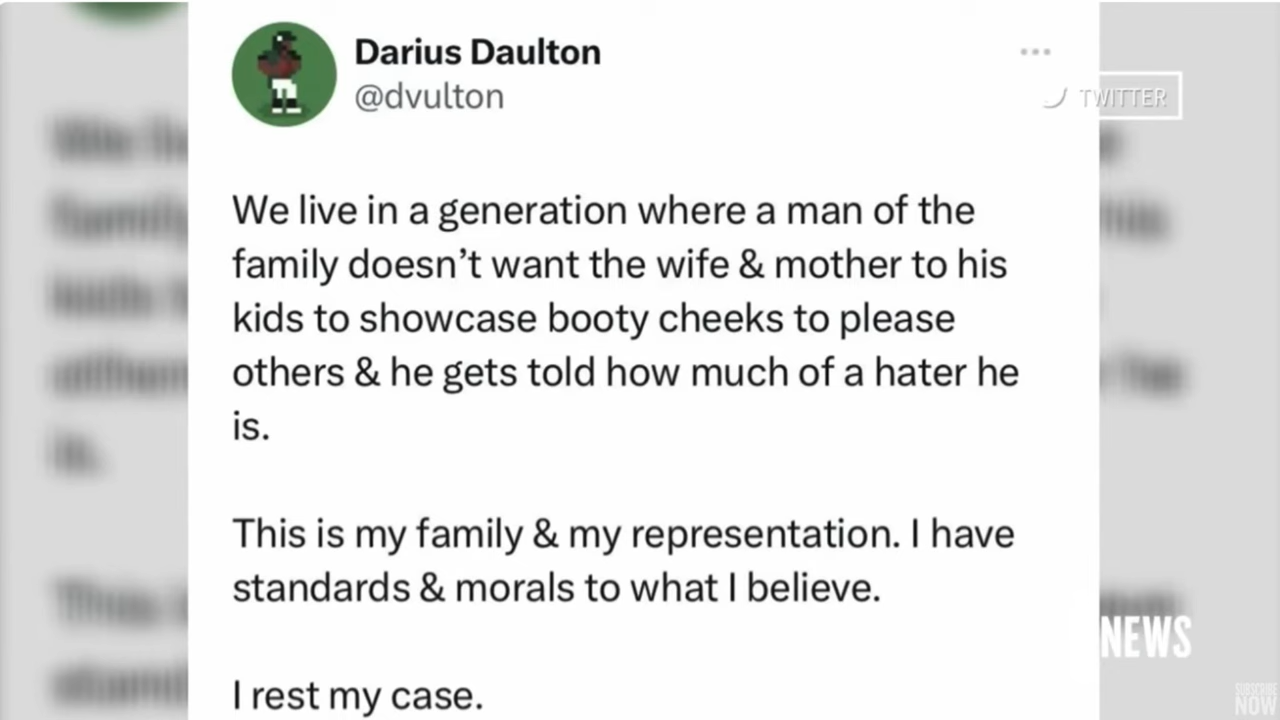 Darius Daulton
@dvulton
TWITTER
We live in a generation where a man of the
family doesn't want the wife & mother to his
kids to showcase booty cheeks to please
others & he gets told how much of a hater he
is.
This is my family & my representation. I have
standards & morals to what I believe.
I rest my case.
NEWS
SUBSCRIBE
NOW